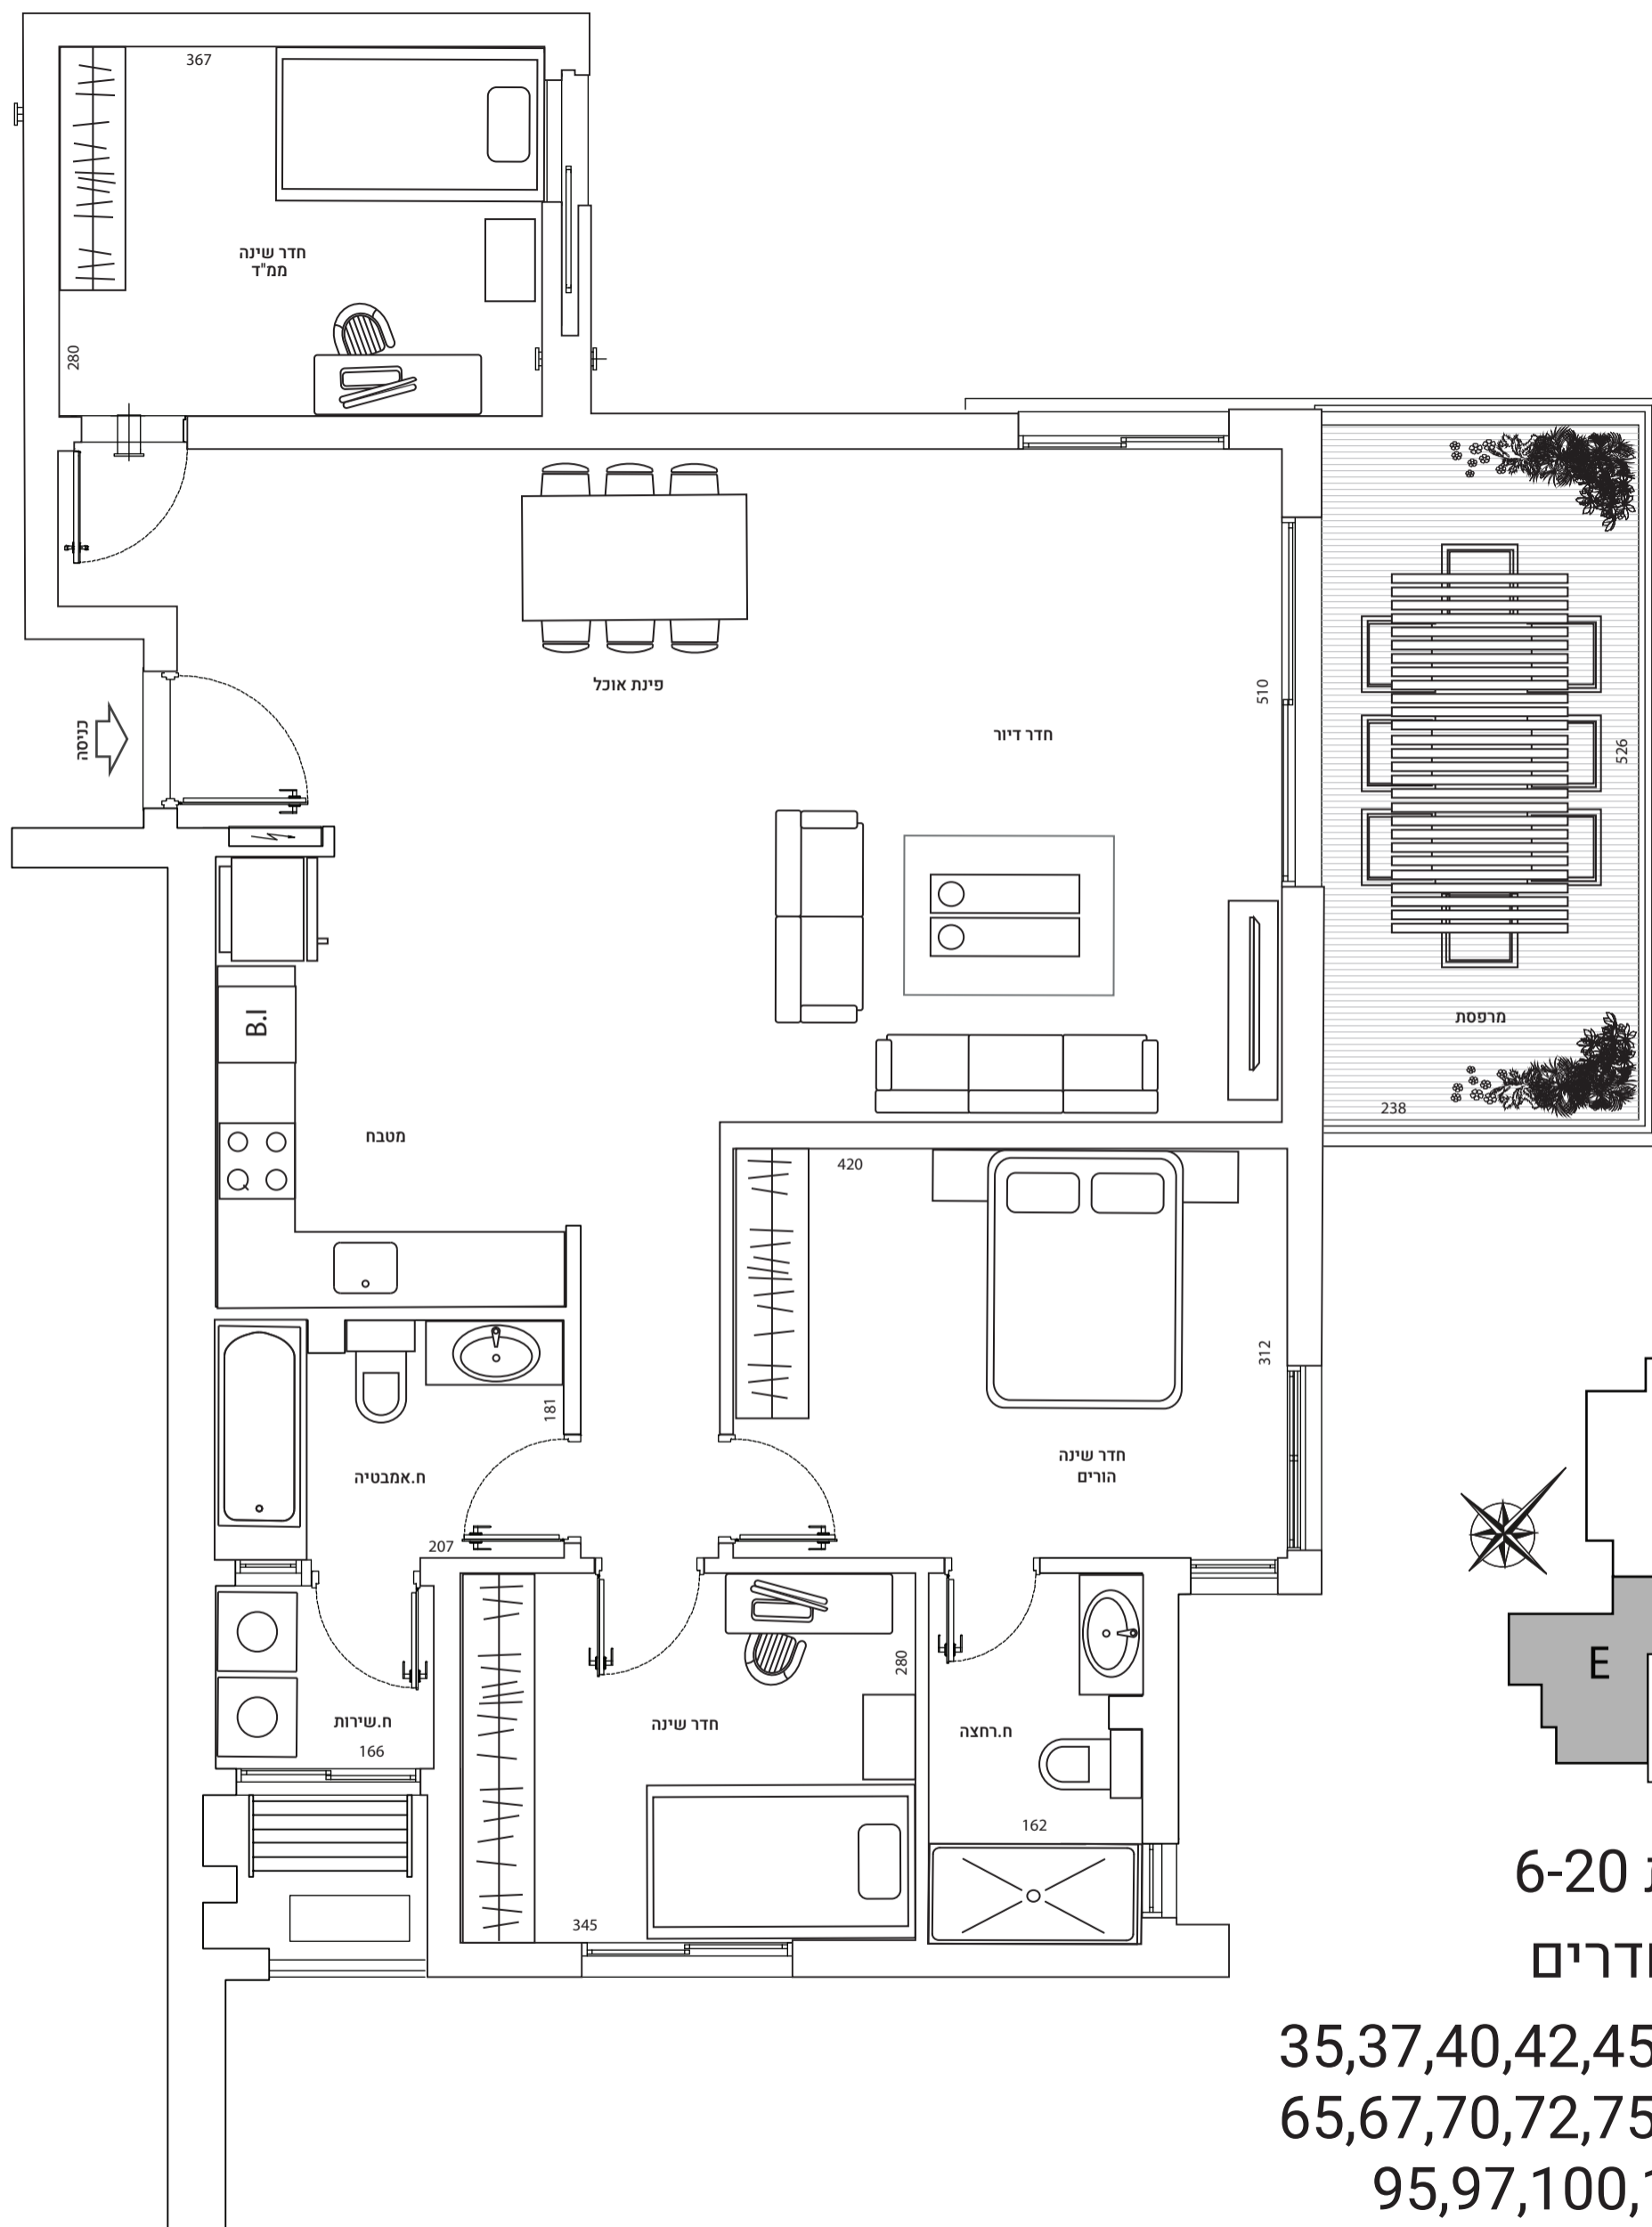 367
חדר שינה
ממ"ד
280
פינת אוכל
חדר דיור
510
526
כניסה
B.I
מטבח
מרפסת
238
420
312
181
חדר שינה
הורים
ח.אמבטיה
207
280
ח.שירות
166
חדר שינה
ח.רחצה
162
345
E
6-20
35,37,40,42,45
65,67,70,72,75
95,97,100,